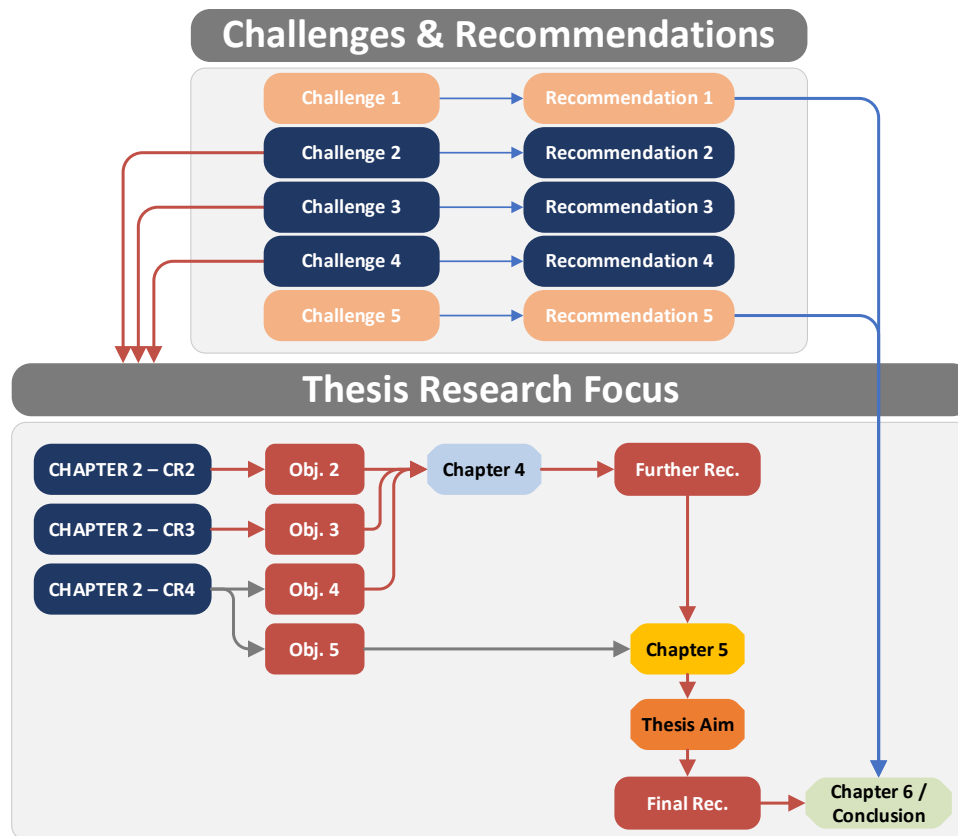 Challenges & Recommendations
Challenge 1
Recommendation 1
Challenge 2
Recommendation 2
Challenge 3
Recommendation 3
Challenge 4
Recommendation 4
Challenge 5
Recommendation 5
Thesis Research Focus
CHAPTER 2 – CR2
Obj. 2
Chapter 4
Further Rec.
CHAPTER 2 – CR3
Obj. 3
CHAPTER 2 – CR4
Obj. 4
Obj. 5
Chapter 5
Thesis Aim
Final Rec.
Chapter 6 /
Conclusion